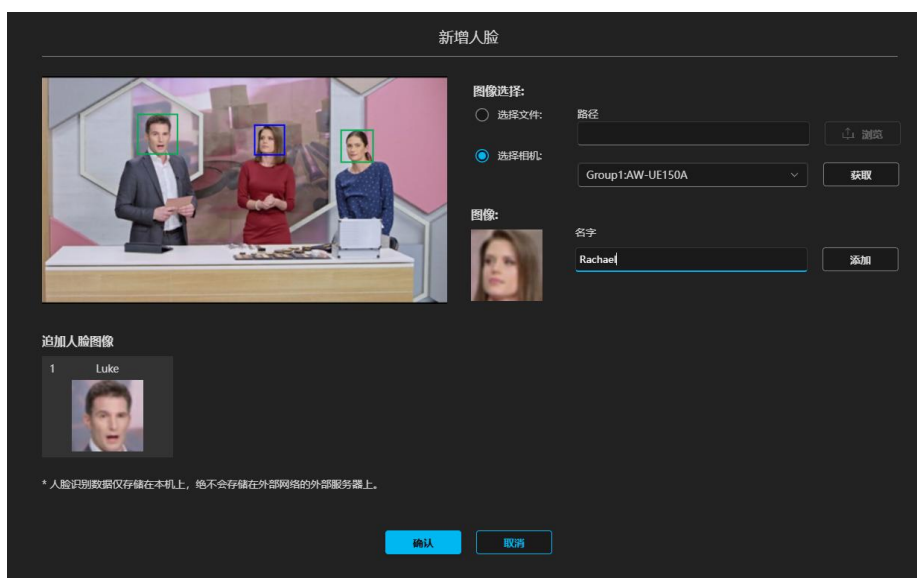 新增人脸
图像选择:
选择文件:
路径
浏览
选择相机:
Group1:AW-UE150A
获取
图像:
名字
Rachael
添加
追加人脸图像
1 Luke
* 人脸识别数据仅存储在本机上，绝不会存储在外部网络的外部服务器上。
确认
取消